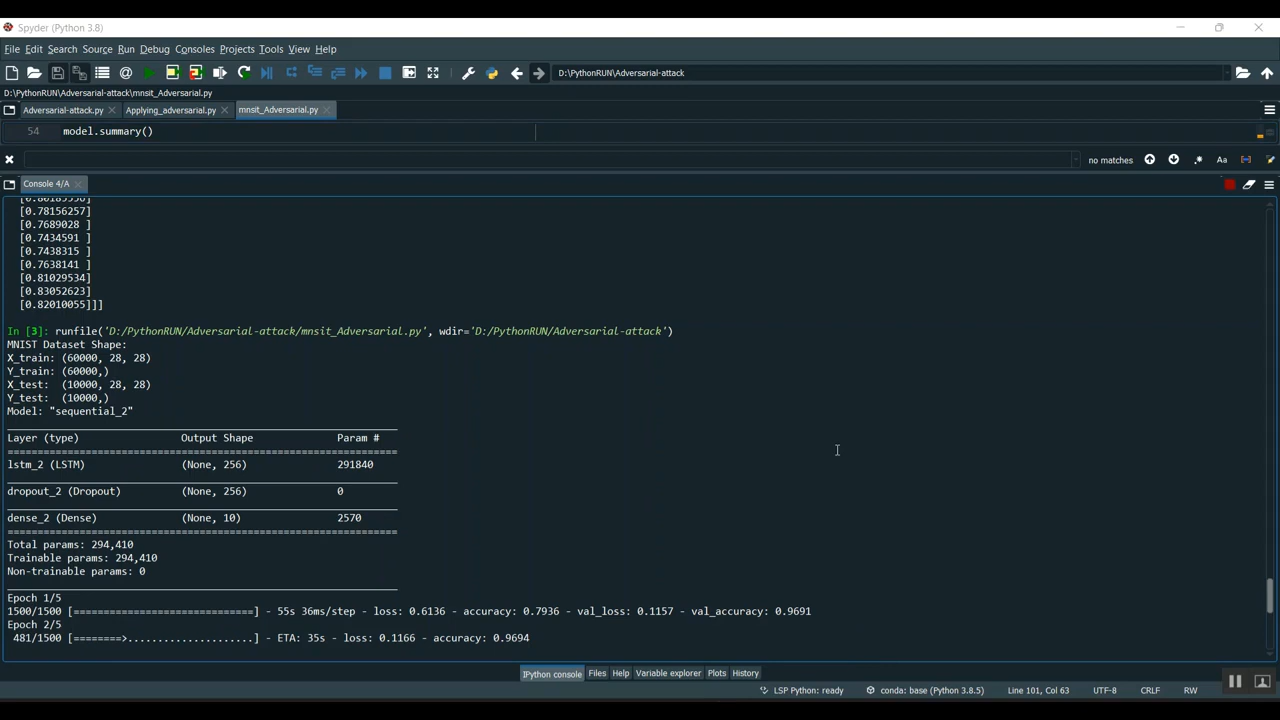 Spyder (Python 3.8)
File Edit Search Source Run Debug Consoles Projects Tools View Help
D:\PythonRUN\Adversarial-attack
D:\PythonRUN\Adversarial-attack\mnsit_Adversarial.py
Adversarial-attack.py Applying_adversarial.py mnsit_Adversarial.py
54 model.summary()
no matches .* Aa
Console 4/A
[0.78156257]
[0.7689028 ]
[0.7434591 ]
[0.7438315 ]
[0.7638141 ]
[0.81029534]
[0.83052623]
[0.82010055]]]
In [3]: runfile('D:/PythonRUN/Adversarial-attack/mnsit_Adversarial.py', wdir='D:/PythonRUN/Adversarial-attack')
MNIST Dataset Shape:
X_train: (60000, 28, 28)
Y_train: (60000,)
X_test:  (10000, 28, 28)
Y_test:  (10000,)
Model: "sequential_2"
Layer (type) Output Shape Param #
lstm_2 (LSTM) (None, 256) 291840
dropout_2 (Dropout) (None, 256) 0
dense_2 (Dense) (None, 10) 2570
Total params: 294,410
Trainable params: 294,410
Non-trainable params: 0
Epoch 1/5
1500/1500 [==============================] - 55s 36ms/step - loss: 0.6136 - accuracy: 0.7936 - val_loss: 0.1157 - val_accuracy: 0.9691
Epoch 2/5
481/1500 [========>.....................] - ETA: 35s - loss: 0.1166 - accuracy: 0.9694
IPython console Files Help Variable explorer Plots History
LSP Python: ready conda: base (Python 3.8.5) Line 101, Col 63 UTF-8 CRLF RW